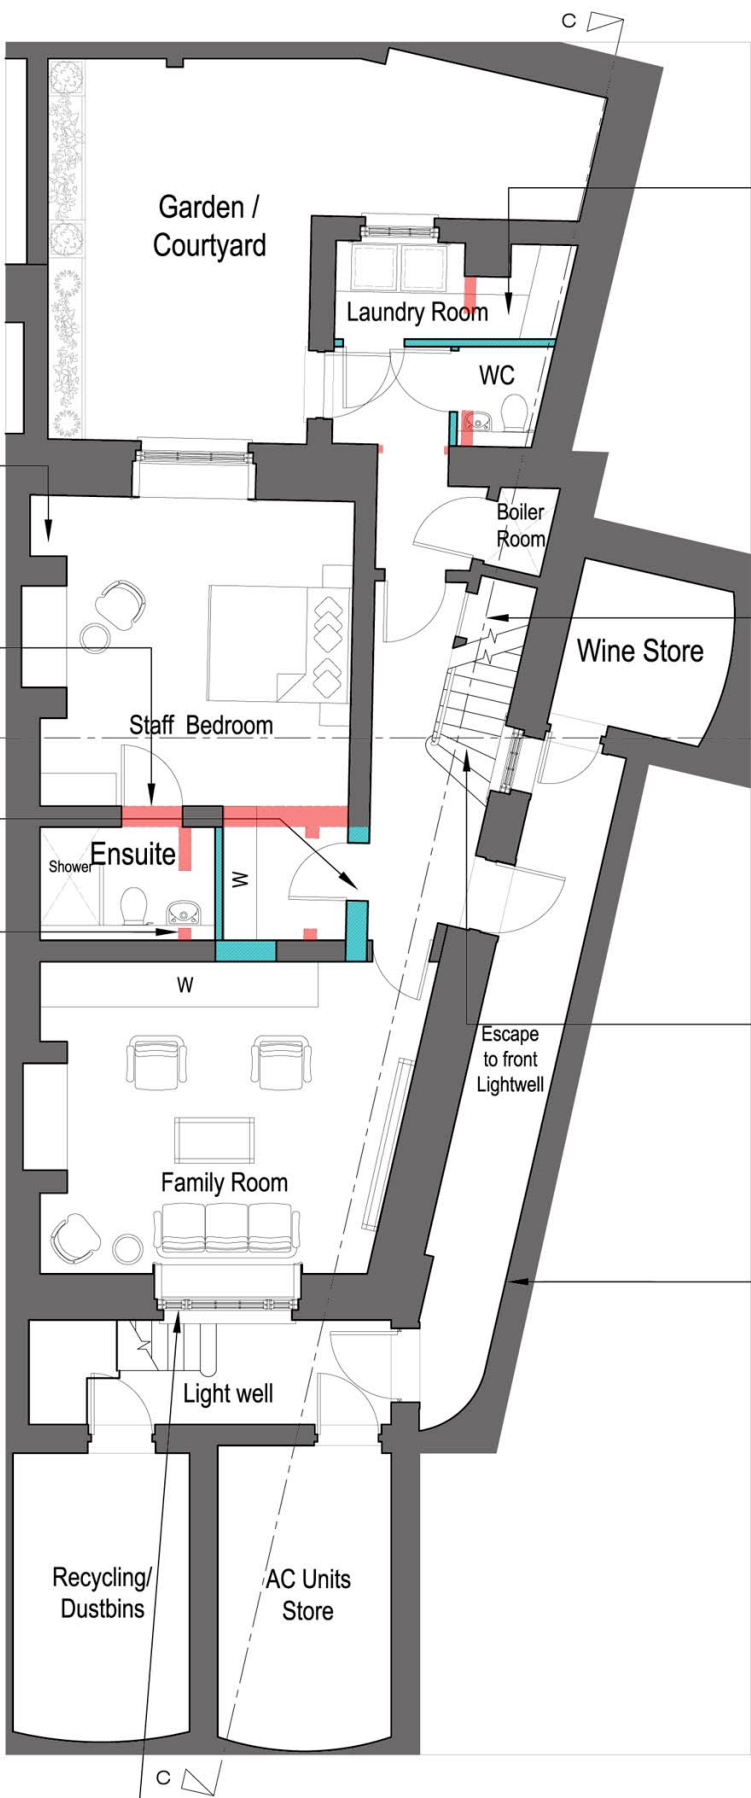 C
Garden /
Courtyard
Laundry Room
WC
Boiler
Room
Wine Store
Staff Bedroom
Ensuite
Shower
W
W
Escape
to front
Lightwell
Family Room
Light well
Recycling/
Dustbins
AC Units
Store
C